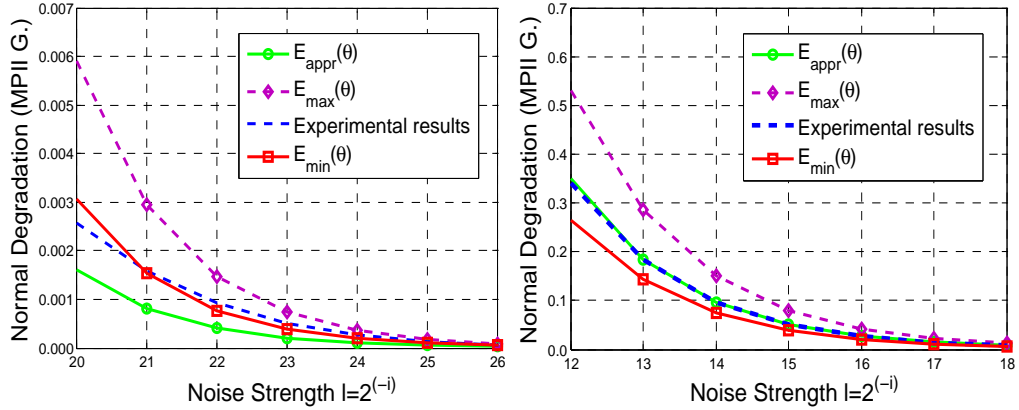 Normal Degradation (MPII G.)
0.007
0.006
0.005
0.004
0.003
0.002
0.001
0.000
20 21 22 23 24 25 26
Noise Strength l=2^(−i)
E_appr(θ)
E_max(θ)
Experimental results
E_min(θ)
Normal Degradation (MPII G.)
0.7
0.6
0.5
0.4
0.3
0.2
0.1
0.0
12 13 14 15 16 17 18
Noise Strength l=2^(−i)
E_appr(θ)
E_max(θ)
Experimental results
E_min(θ)